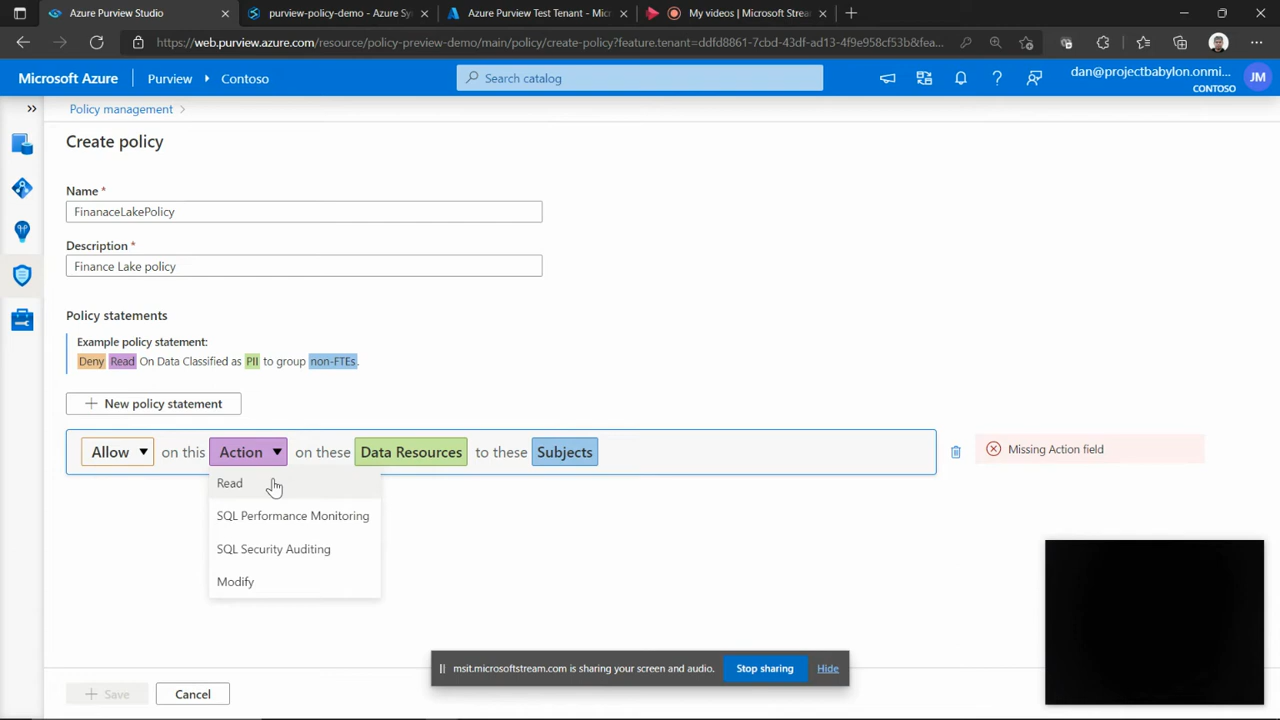 Azure Purview Studio
purview-policy-demo - Azure Sy
Azure Purview Test Tenant - Micr
My videos | Microsoft Stream
https://web.purview.azure.com/resource/policy-preview-demo/main/policy/create-policy?feature.tenant=ddfd8861-7cbd-43df-ad13-4f9e958cf53b&fea...
Microsoft Azure
Purview
Contoso
Search catalog
dan@projectbabylon.onmi...
CONTOSO
JM
Policy management
Create policy
Name *
FinanaceLakePolicy
Description *
Finance Lake policy
Policy statements
Example policy statement:
Deny Read On Data Classified as PII to group non-FTEs.
New policy statement
Allow on this Action on these Data Resources to these Subjects
Missing Action field
Read
SQL Performance Monitoring
SQL Security Auditing
Modify
msit.microsoftstream.com is sharing your screen and audio.
Stop sharing
Hide
Save
Cancel